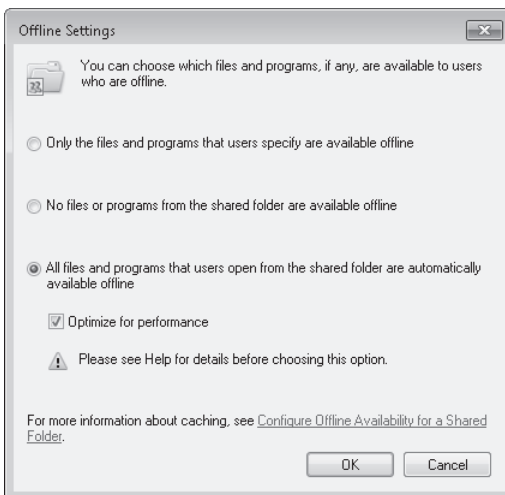 Offline Settings
You can choose which files and programs, if any, are available to users
who are offline.
Only the files and programs that users specify are available offline
No files or programs from the shared folder are available offline
All files and programs that users open from the shared folder are automatically
available offline
Optimize for performance
Please see Help for details before choosing this option.
For more information about caching, see Configure Offline Availability for a Shared
Folder.
OK Cancel